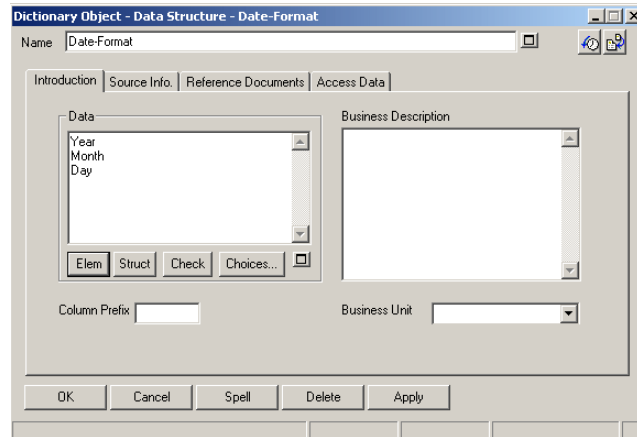 Dictionary Object - Data Structure - Date-Format
Name Date-Format
Introduction Source Info. Reference Documents Access Data
Data Business Description
Year
Month
Day
Elem Struct Check Choices...
Column Prefix Business Unit
OK Cancel Spell Delete Apply